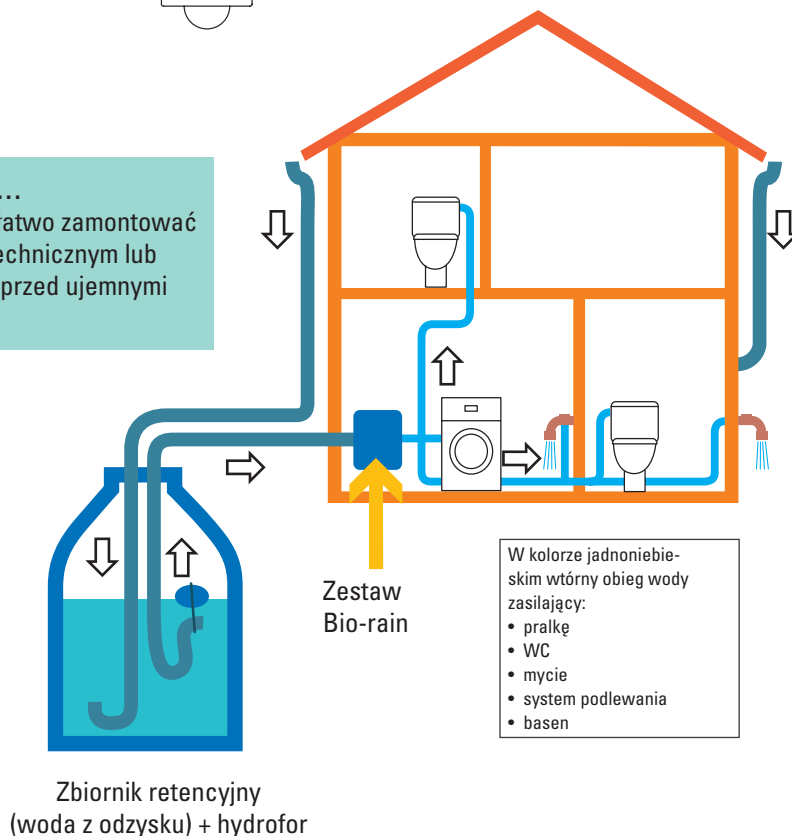 ...
łatwo zamontować
echnicznym lub
przed ujemnymi
Zestaw
Bio-rain
W kolorze jadnoniebie-
skim wtórny obieg wody
zasilający:
• pralkę
• WC
• mycie
• system podlewania
• basen
Zbiornik retencyjny
(woda z odzysku) + hydrofor